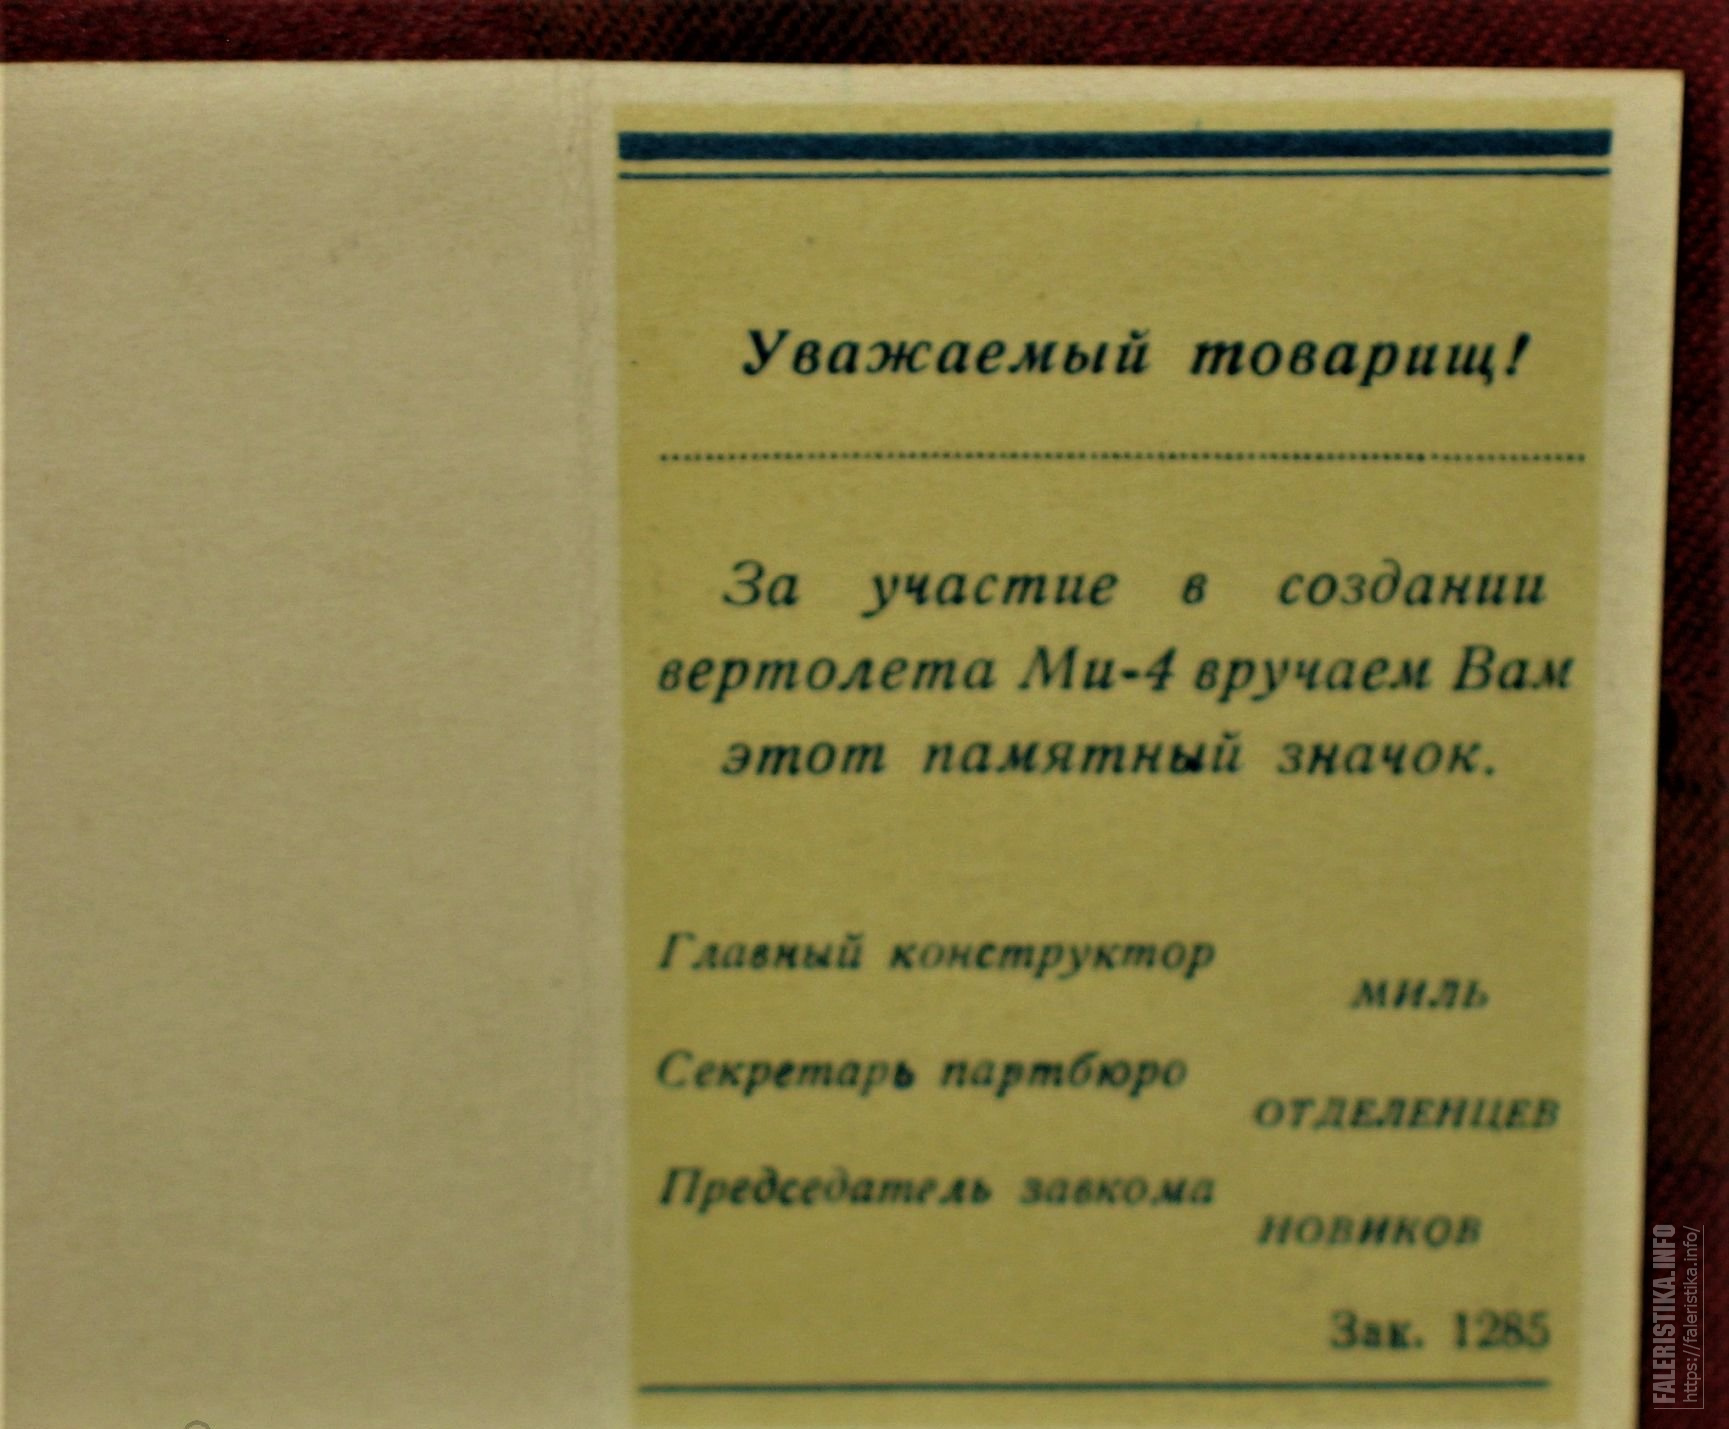 Уважаемый товарищ!
За участие в создании
вертолета Ми-4 вручаем Вам
этот памятный значок.
Главный конструктор
МИЛЬ
Секретарь партбюро
ОТДЕЛЕНЦЕВ
Председатель завкома
НОВИКОВ
Зак. 1285
FALERISTIKA.INFO
https://faleristika.info/